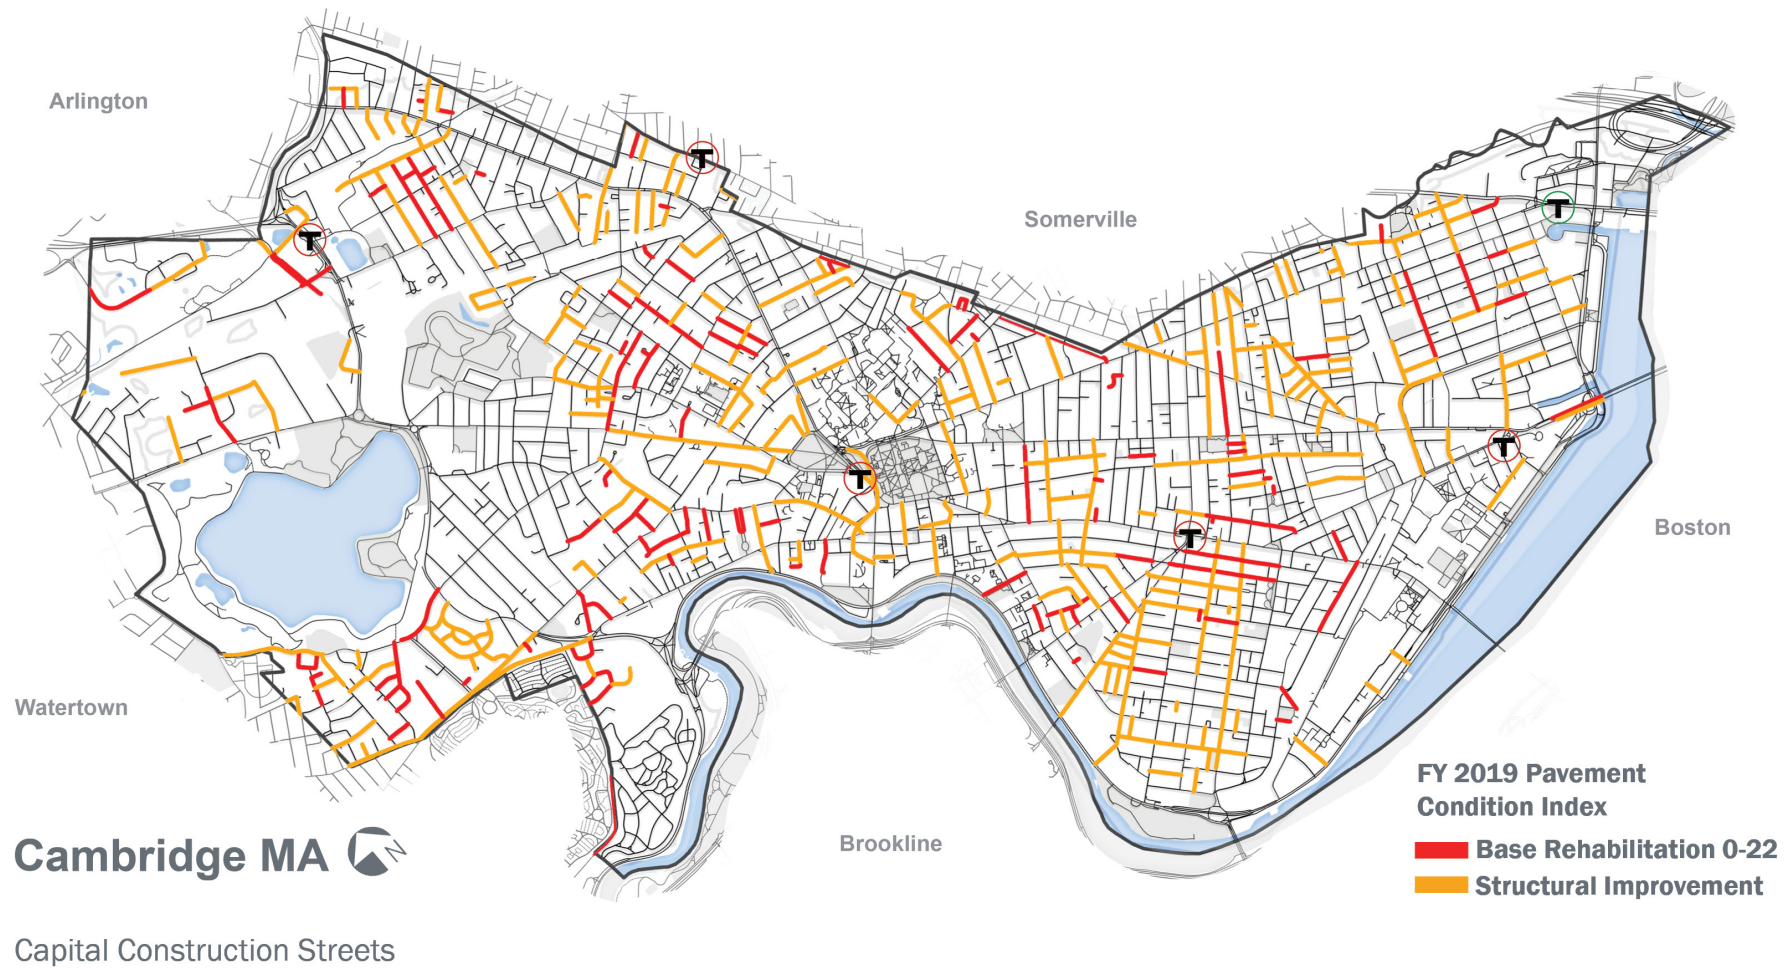 Arlington
Somerville
Boston
Watertown
Brookline
FY 2019 Pavement
Condition Index
Base Rehabilitation 0-22
Structural Improvement
Cambridge MA
N
Capital Construction Streets
T
T
T
T
T
T